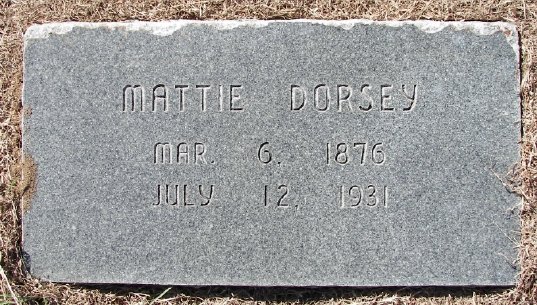 MATTIE DORSEY
MAR. 6. 1876
JULY 12, 1931